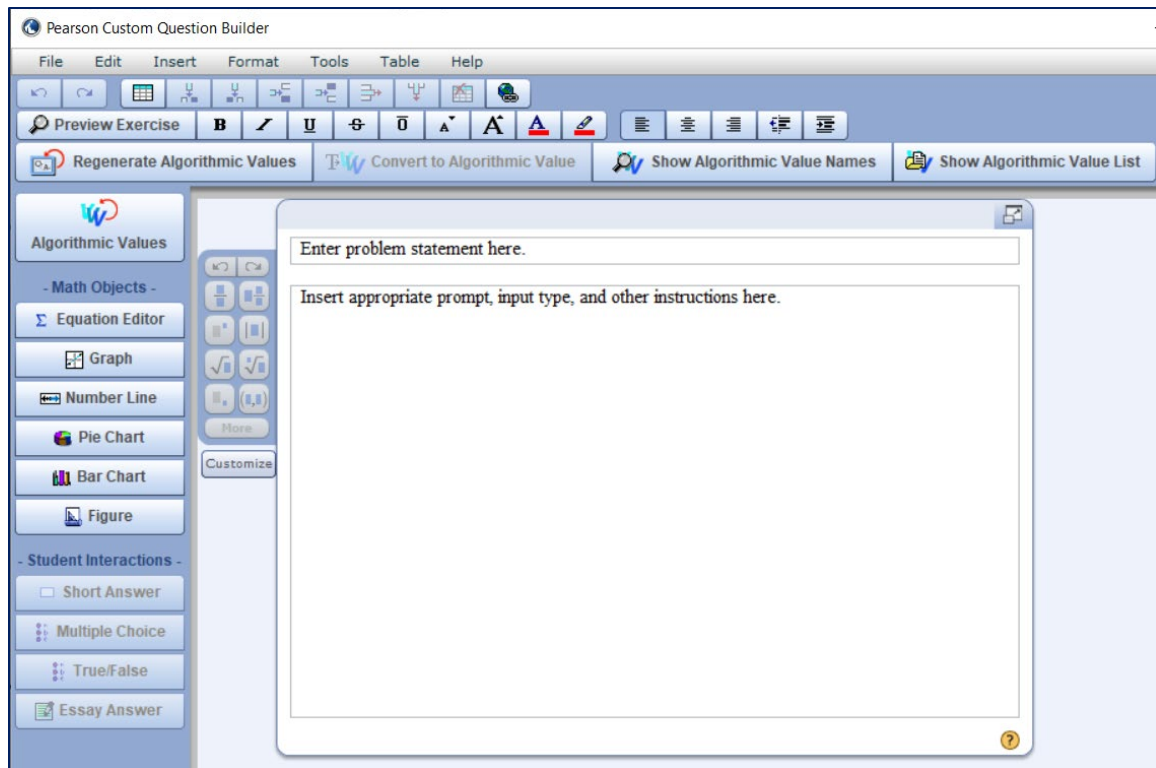 Pearson Custom Question Builder
File Edit Insert Format Tools Table Help
Preview Exercise B I U S O A A A
Regenerate Algorithmic Values Convert to Algorithmic Value Show Algorithmic Value Names Show Algorithmic Value List
Algorithmic Values
- Math Objects -
Σ Equation Editor
Graph
Number Line
Pie Chart
Bar Chart
Figure
- Student Interactions -
Short Answer
Multiple Choice
True/False
Essay Answer
More
Customize
Enter problem statement here.
Insert appropriate prompt, input type, and other instructions here.
?